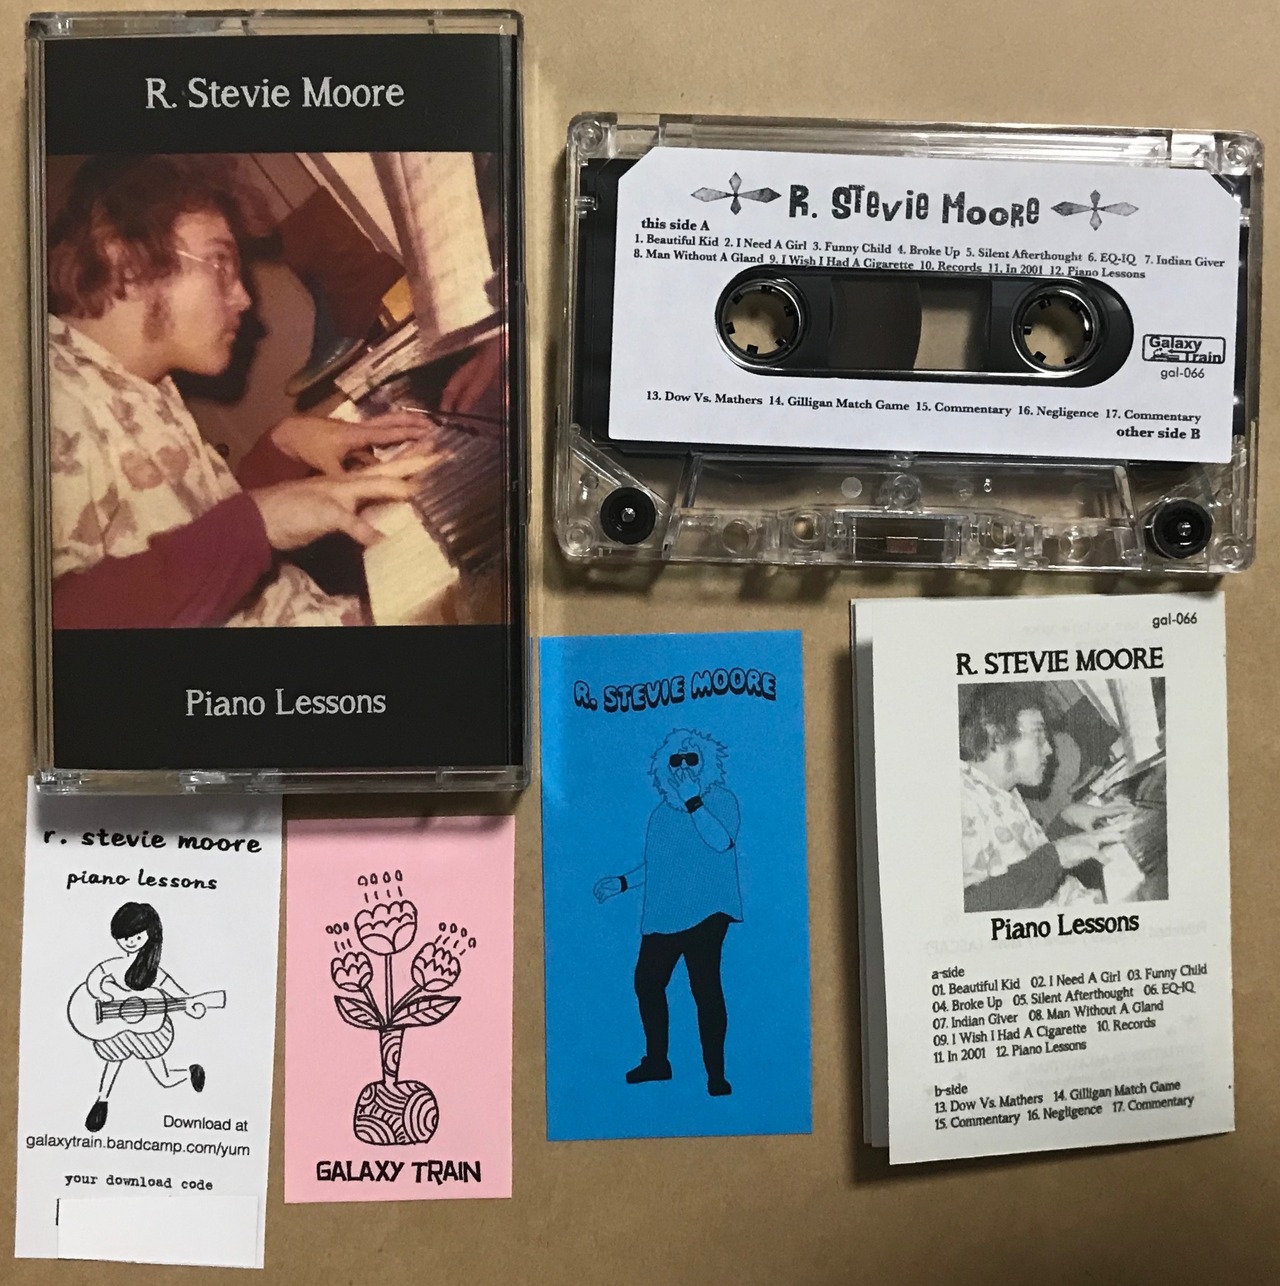 R. Stevie Moore
Piano Lessons
R. Stevie Moore
this side A
1. Beautiful Kid 2. I Need A Girl 3. Funny Child 4. Broke Up 5. Silent Afterthought 6. EQ-IQ 7. Indian Giver
8. Man Without A Gland 9. I Wish I Had A Cigarette 10. Records 11. In 2001 12. Piano Lessons
Galaxy
Train
gal-066
13. Dow Vs. Mathers 14. Gilligan Match Game 15. Commentary 16. Negligence 17. Commentary
other side B
r. stevie moore
piano lessons
Download at
galaxytrain.bandcamp.com/yum
your download code
GALAXY TRAIN
R. STEVIE MOORE
gal-066
R. STEVIE MOORE
Piano Lessons
a-side
01. Beautiful Kid 02. I Need A Girl 03. Funny Child
04. Broke Up 05. Silent Afterthought 06. EQ-IQ
07. Indian Giver 08. Man Without A Gland
09. I Wish I Had A Cigarette 10. Records
11. In 2001 12. Piano Lessons
b-side
13. Dow Vs. Mathers 14. Gilligan Match Game
15. Commentary 16. Negligence 17. Commentary